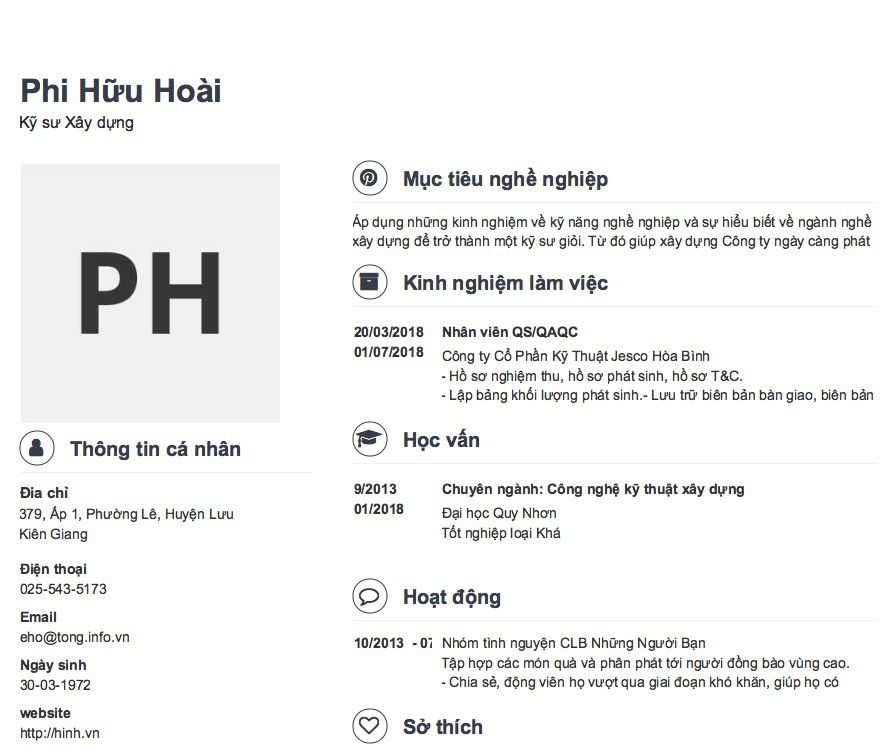 Phi Hữu Hoài
Kỹ sư Xây dựng
PH
Thông tin cá nhân
Đia chỉ
379, Ấp 1, Phường Lê, Huyện Lưu
Kiên Giang
Điện thoại
025-543-5173
Email
eho@tong.info.vn
Ngày sinh
30-03-1972
website
http://hinh.vn
Mục tiêu nghề nghiệp
Áp dụng những kinh nghiệm về kỹ năng nghề nghiệp và sự hiểu biết về ngành nghề
xây dựng để trở thành một kỹ sư giỏi. Từ đó giúp xây dựng Công ty ngày càng phát
Kinh nghiệm làm việc
20/03/2018 Nhân viên QS/QAQC
01/07/2018 Công ty Cổ Phần Kỹ Thuật Jesco Hòa Bình
- Hồ sơ nghiệm thu, hồ sơ phát sinh, hồ sơ T&C.
- Lập bảng khối lượng phát sinh.- Lưu trữ biên bản bàn giao, biên bản
Học vấn
9/2013 Chuyên ngành: Công nghệ kỹ thuật xây dựng
01/2018 Đại học Quy Nhơn
Tốt nghiệp loại Khá
Hoạt động
10/2013 - 07 Nhóm tình nguyện CLB Những Người Bạn
Tập hợp các món quà và phân phát tới người đồng bào vùng cao.
- Chia sẻ, động viên họ vượt qua giai đoạn khó khăn, giúp họ có
Sở thích